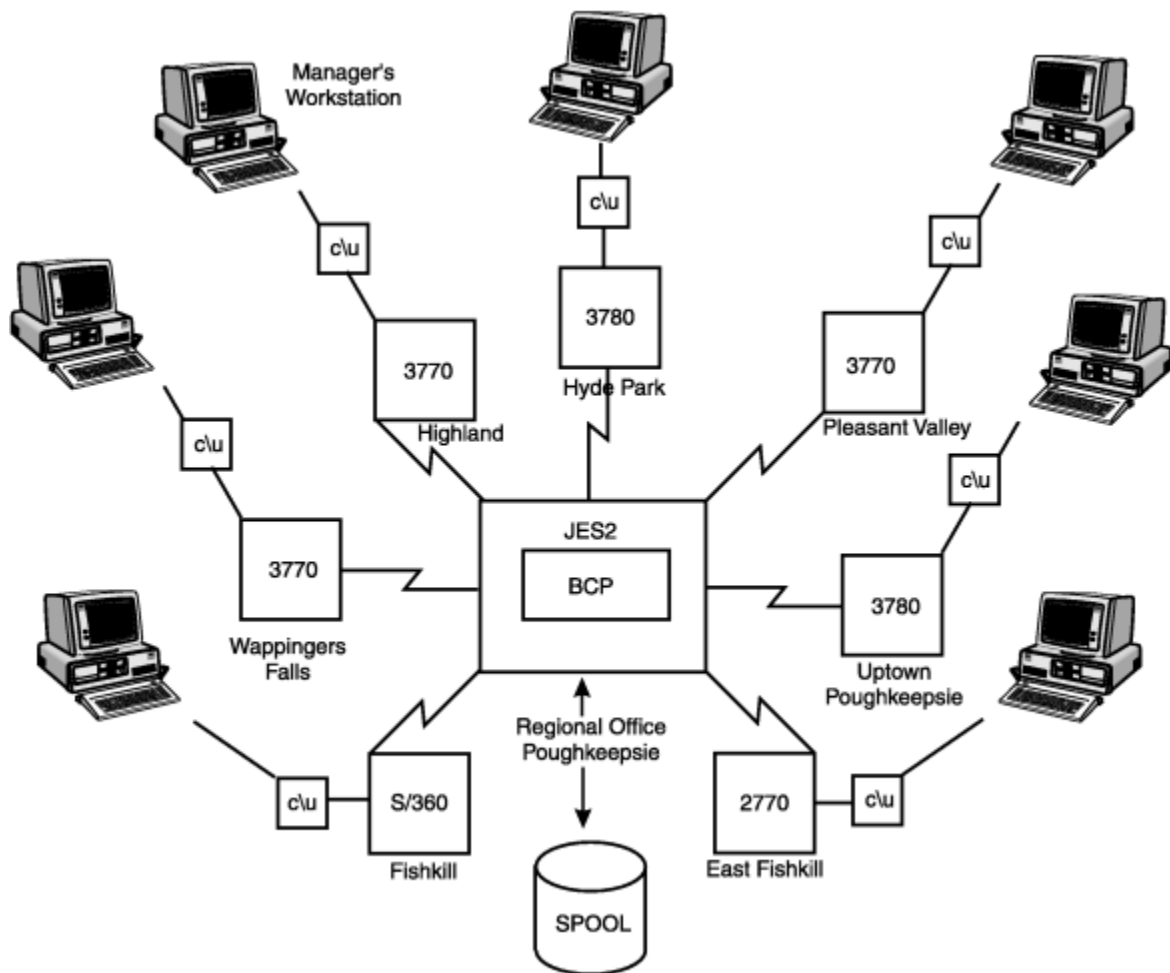 Manager's
Workstation
c\u
c\u
c\u
3780
Hyde Park
3770
Highland
3770
Pleasant Valley
c\u
c\u
JES2
BCP
3770
Wappingers
Falls
3780
Uptown
Poughkeepsie
Regional Office
Poughkeepsie
c\u
S/360
Fishkill
2770
East Fishkill
c\u
SPOOL